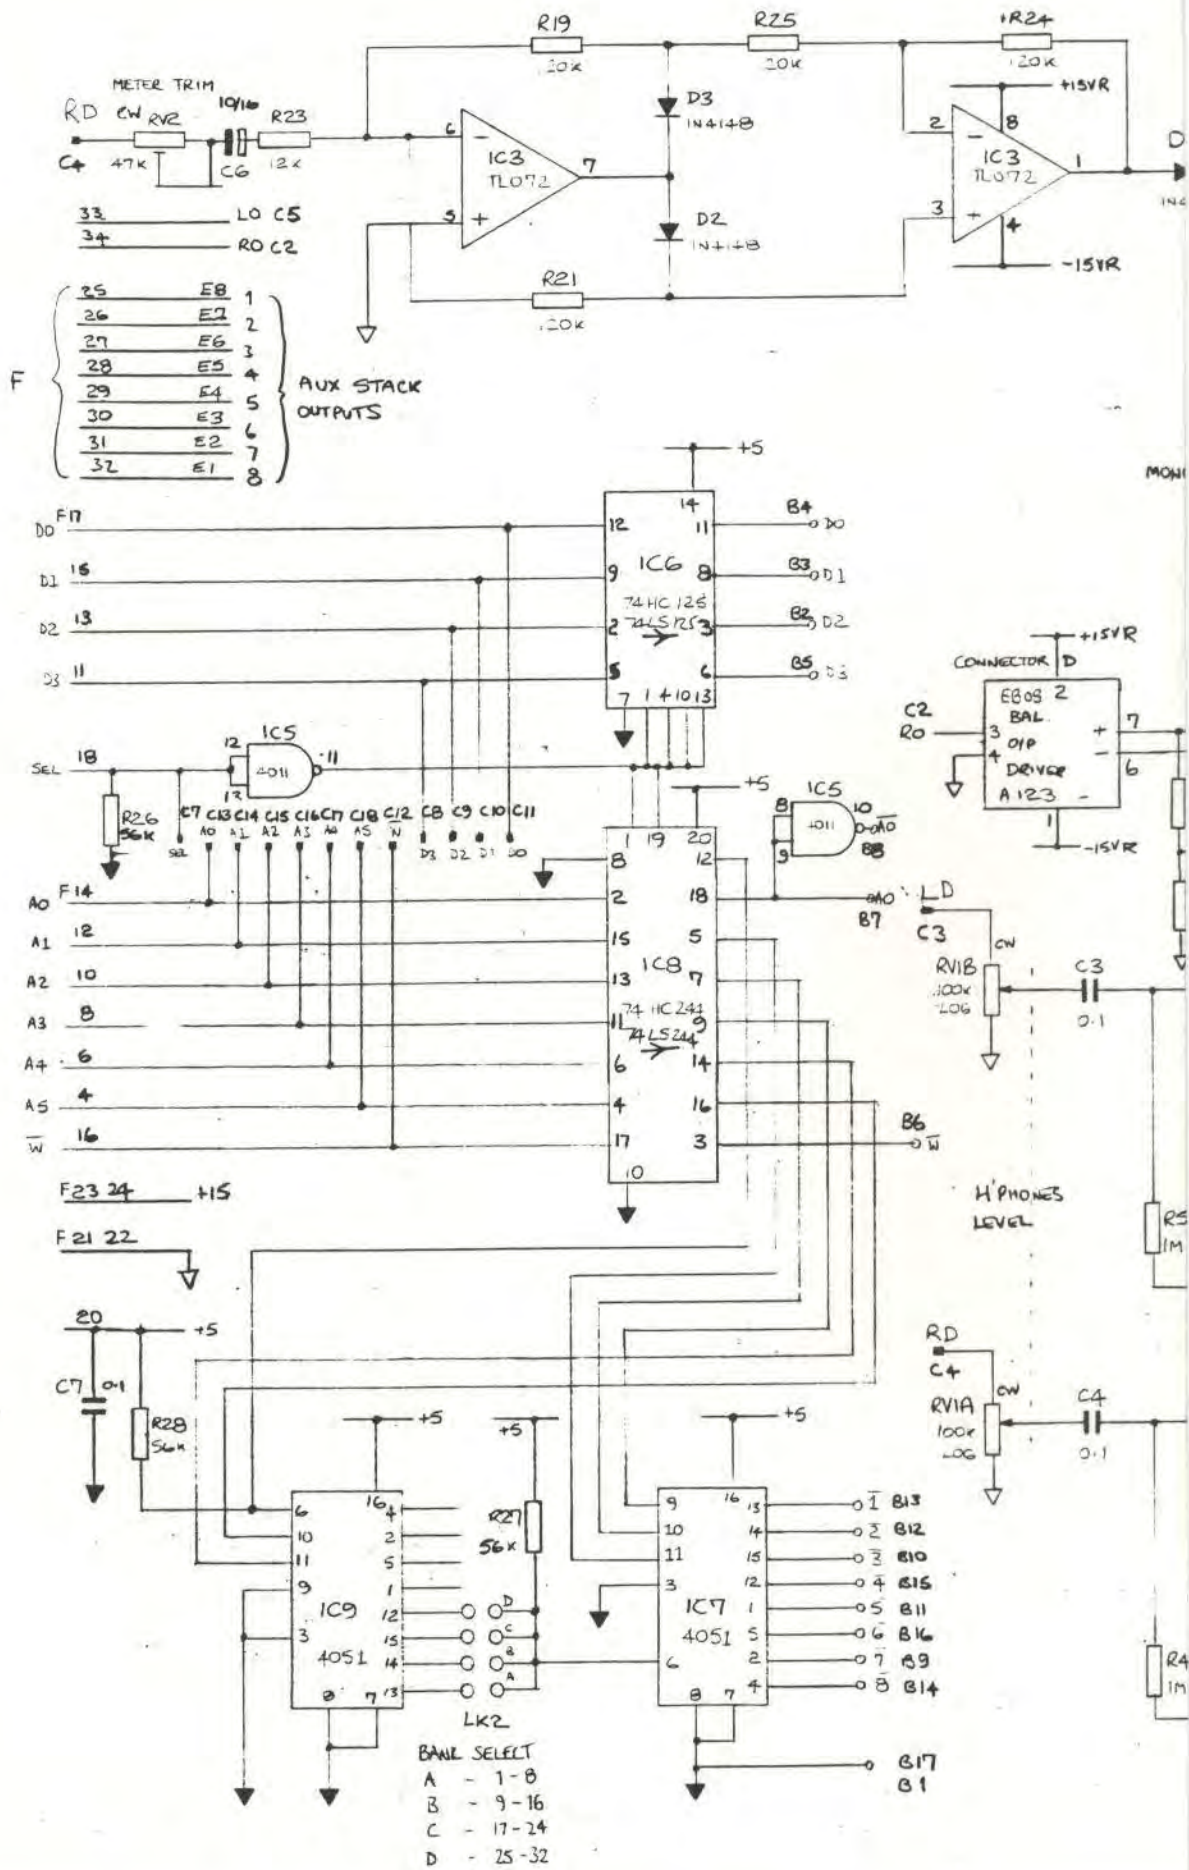 R19
R25
R24
20K
20K
20K
METER TRIM
10/16
RD CW RV2
R23
C4 47K
C6 12K
D3
1N4148
+15VR
6 -
IC3
TL072
7
5 +
2 -
8
IC3
TL072
1
3 +
4
D
D2
1N4148
-15VR
R21
20K
33 LO C5
34 RO C2
F
25 E8 1
26 E7 2
27 E6 3
28 E5 4
29 E4 5
30 E3 6
31 E2 7
32 E1 8
AUX STACK
OUTPUTS
+5
MONI
D0 F17
12 14 11 B4 D0
IC6
D1 15
9 8 B3 D1
74HC125
74LS125
D2 13
2 3 B2 D2
D3 11
5 6 B5 D3
7 1 4 10 13
CONNECTOR D
+15VR
EB09 2
BAL.
O/P
DRIVER
A123 -
C2
RO
3 + 7
4 - 6
1
-15VR
SEL 18
12
13
IC5
4011
11
+5
R26
56K
C7 C13 C14 C15 C16 C17 C18 C12 C8 C9 C10 C11
SEL A0 A1 A2 A3 A4 A5 W̅ D3 D2 D1 D0
1 19 20
8 12
IC5
8
9
4011
10
A̅0̅
B8
A0 F14
2 18 A0
B7
LD
C3
A1 12
15 5
IC8
A2 10
13 7
74HC244
74LS244
A3 8
11 9
A4 6
6 14
A5 4
4 16
W̅ 16
17 3 B6 W̅
10
CW
RV1B
100K
LOG
C3
0.1
F23 24 +15
F21 22
H'PHONES
LEVEL
R5
1M
20
+5
C7 0.1
R28
56K
RD
C4
CW
RV1A
100K
LOG
C4
0.1
+5
+5
+5
R27
56K
6 16 4
10 2
11 5
9 1
IC9
12 D
3 15 C
4051
14 B
8 7 13 A
LK2
9 16 13 1̅ B13
10 14 2̅ B12
11 15 3̅ B10
3 12 4̅ B15
IC7
1 5̅ B11
4051
5 6̅ B16
6 2 7̅ B9
8 7 4 8̅ B14
R4
1M
B17
B1
BANK SELECT
A - 1-8
B - 9-16
C - 17-24
D - 25-32